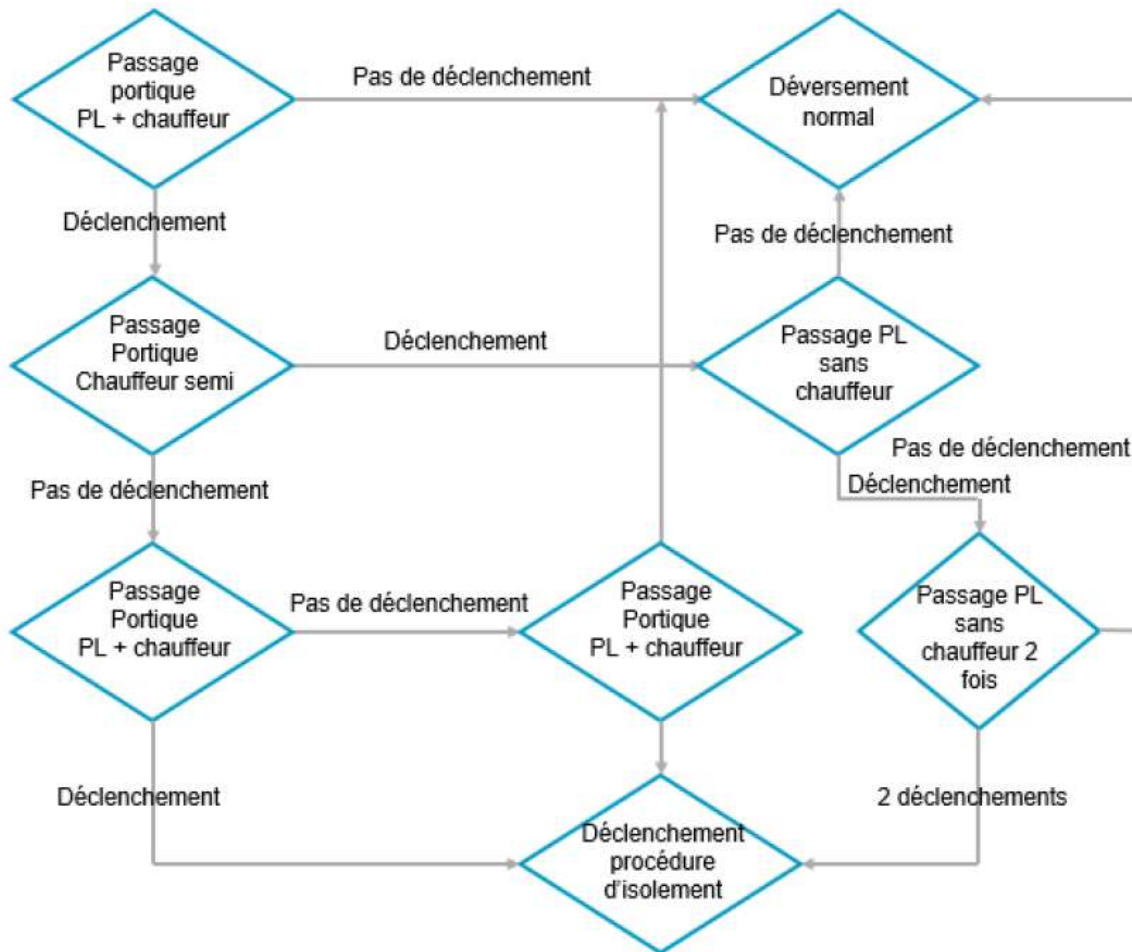 Passage
portique
PL + chauffeur
Pas de déclenchement
Déversement
normal
Déclenchement
Pas de déclenchement
Passage
Portique
Chauffeur semi
Déclenchement
Passage PL
sans
chauffeur
Pas de déclenchement
Pas de déclenchement
Déclenchement
Passage
Portique
PL + chauffeur
Pas de déclenchement
Passage
Portique
PL + chauffeur
Passage PL
sans
chauffeur 2
fois
Déclenchement
2 déclenchements
Déclenchement
procédure
d'isolement